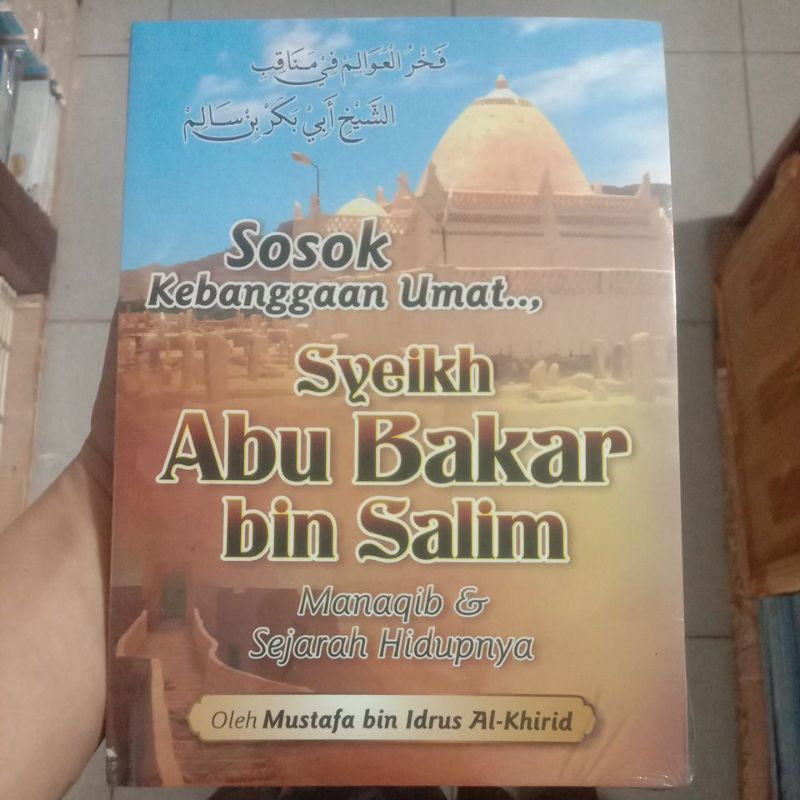 فَخْرُ الْعَوَالِمْ فِيْ مَنَاقِبِ
الشَّيْخِ أَبِيْ بَكَرْ بِنْ سَالِمْ
Sosok
Kebanggaan Umat..,
Syeikh
Abu Bakar
bin Salim
Manaqib &
Sejarah Hidupnya
Oleh Mustafa bin Idrus Al-Khirid